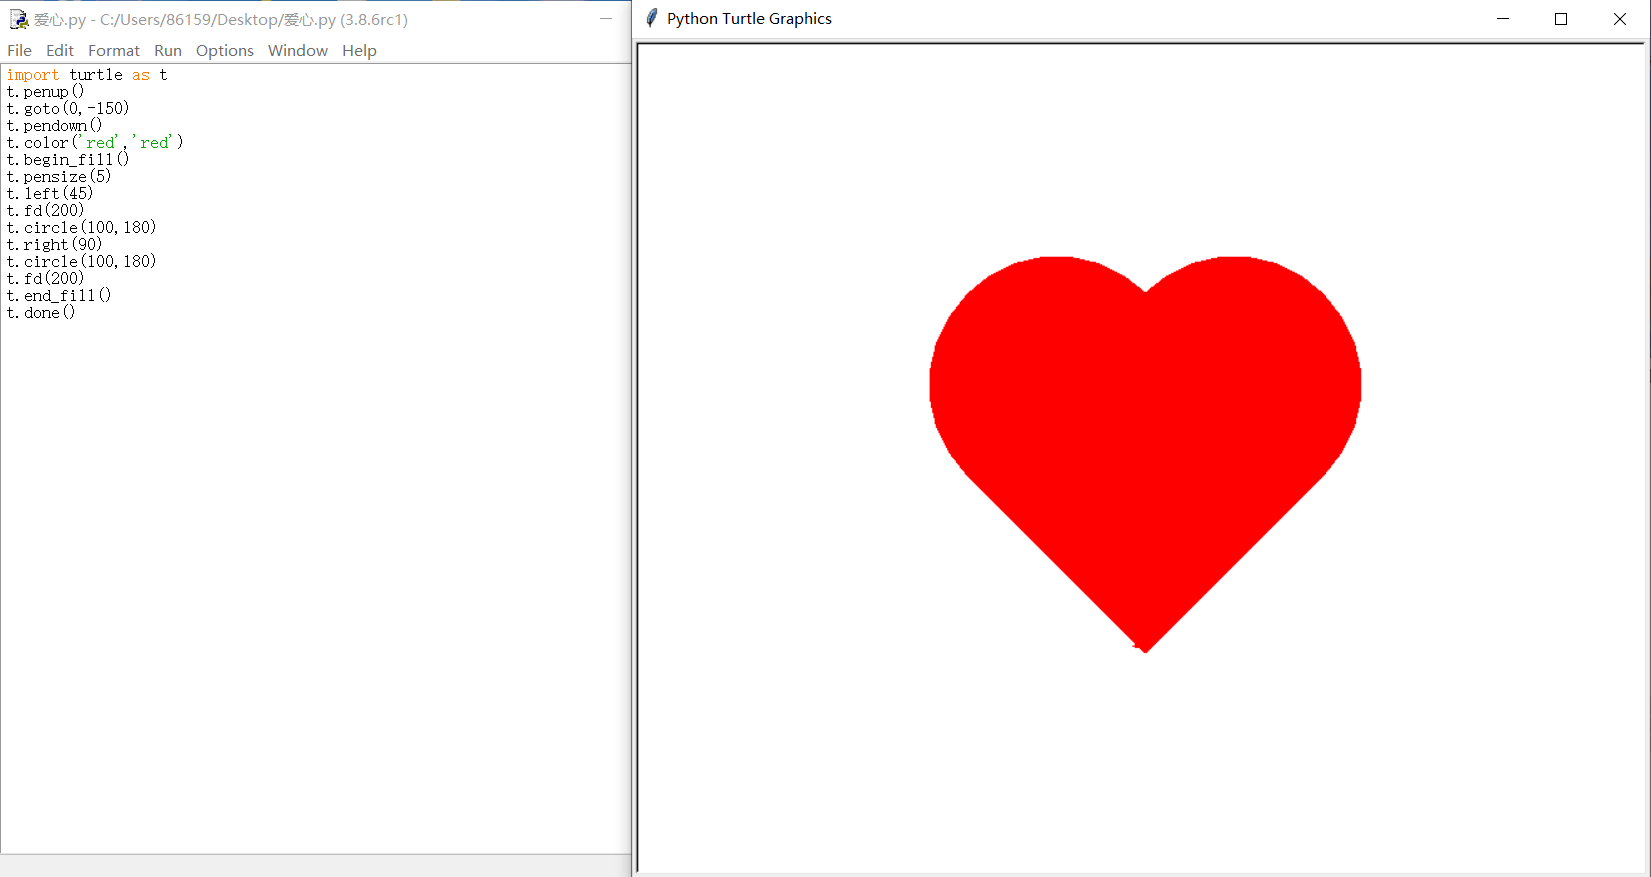 爱心.py - C:/Users/86159/Desktop/爱心.py (3.8.6rc1)
File Edit Format Run Options Window Help
import turtle as t
t.penup()
t.goto(0,-150)
t.pendown()
t.color('red','red')
t.begin_fill()
t.pensize(5)
t.left(45)
t.fd(200)
t.circle(100,180)
t.right(90)
t.circle(100,180)
t.fd(200)
t.end_fill()
t.done()
Python Turtle Graphics